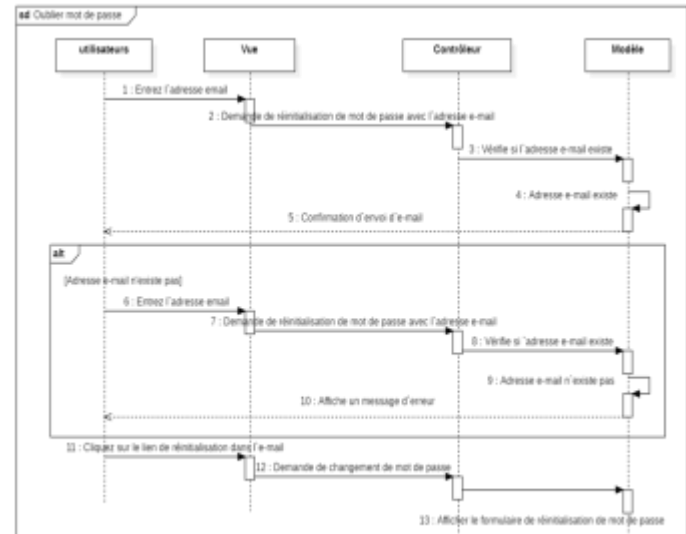 sd Oublier mot de passe
utilisateurs
Vue
Contrôleur
Modèle
1 : Entrez l'adresse email
2 : Demande de réinitialisation de mot de passe avec l'adresse e-mail
3 : Vérifie si l'adresse e-mail existe
4 : Adresse e-mail existe
5 : Confirmation d'envoi d'e-mail
alt
[Adresse e-mail n'existe pas]
6 : Entrez l'adresse email
7 : Demande de réinitialisation de mot de passe avec l'adresse e-mail
8 : Vérifie si 'adresse e-mail existe
9 : Adresse e-mail n'existe pas
10 : Affiche un message d'erreur
11 : Cliquez sur le lien de réinitialisation dans l'e-mail
12 : Demande de changement de mot de passe
13 : Afficher le formulaire de réinitialisation de mot de passe